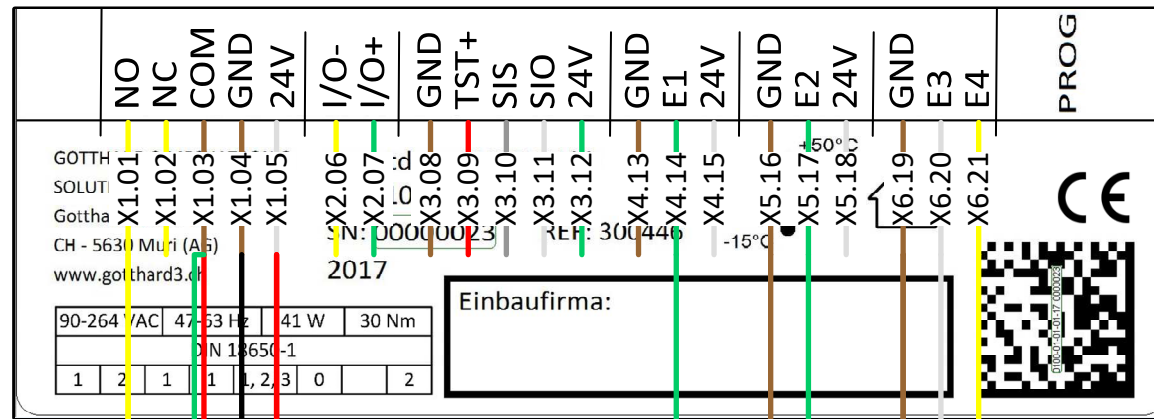 NO NC COM GND 24V I/O- I/O+ GND TST+ SIS SIO 24V GND E1 24V GND E2 24V GND E3 E4 PROG
X1.01 X1.02 X1.03 X1.04 X1.05 X2.06 X2.07 X3.08 X3.09 X3.10 X3.11 X3.12 X4.13 X4.14 X4.15 X5.16 X5.17 X5.18 X6.19 X6.20 X6.21
+50°C
-15°C
GOTTH
SOLUT
Gottha
CH - 5630 Muri (AG)
www.gotthard3.ch
SN: 00000023 REF: 300446
2017
CE
Einbaufirma:
90-264 VAC 47-63 Hz 41 W 30 Nm
DIN 18650-1
1 2 1 1 1, 2, 3 0 2